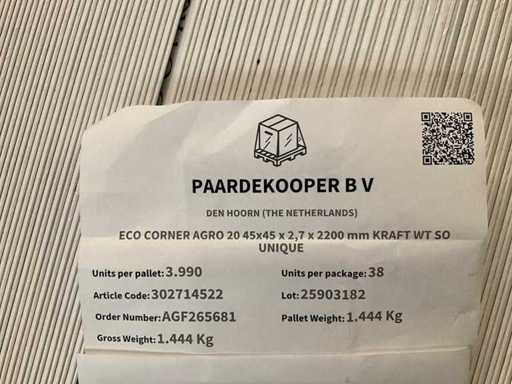 PAARDEKOOPER B V
DEN HOORN (THE NETHERLANDS)
ECO CORNER AGRO 20 45x45 x 2,7 x 2200 mm KRAFT WT SO
UNIQUE
Units per pallet: 3.990
Units per package: 38
Article Code: 302714522
Lot: 25903182
Order Number: AGF265681
Pallet Weight: 1.444 Kg
Gross Weight: 1.444 Kg